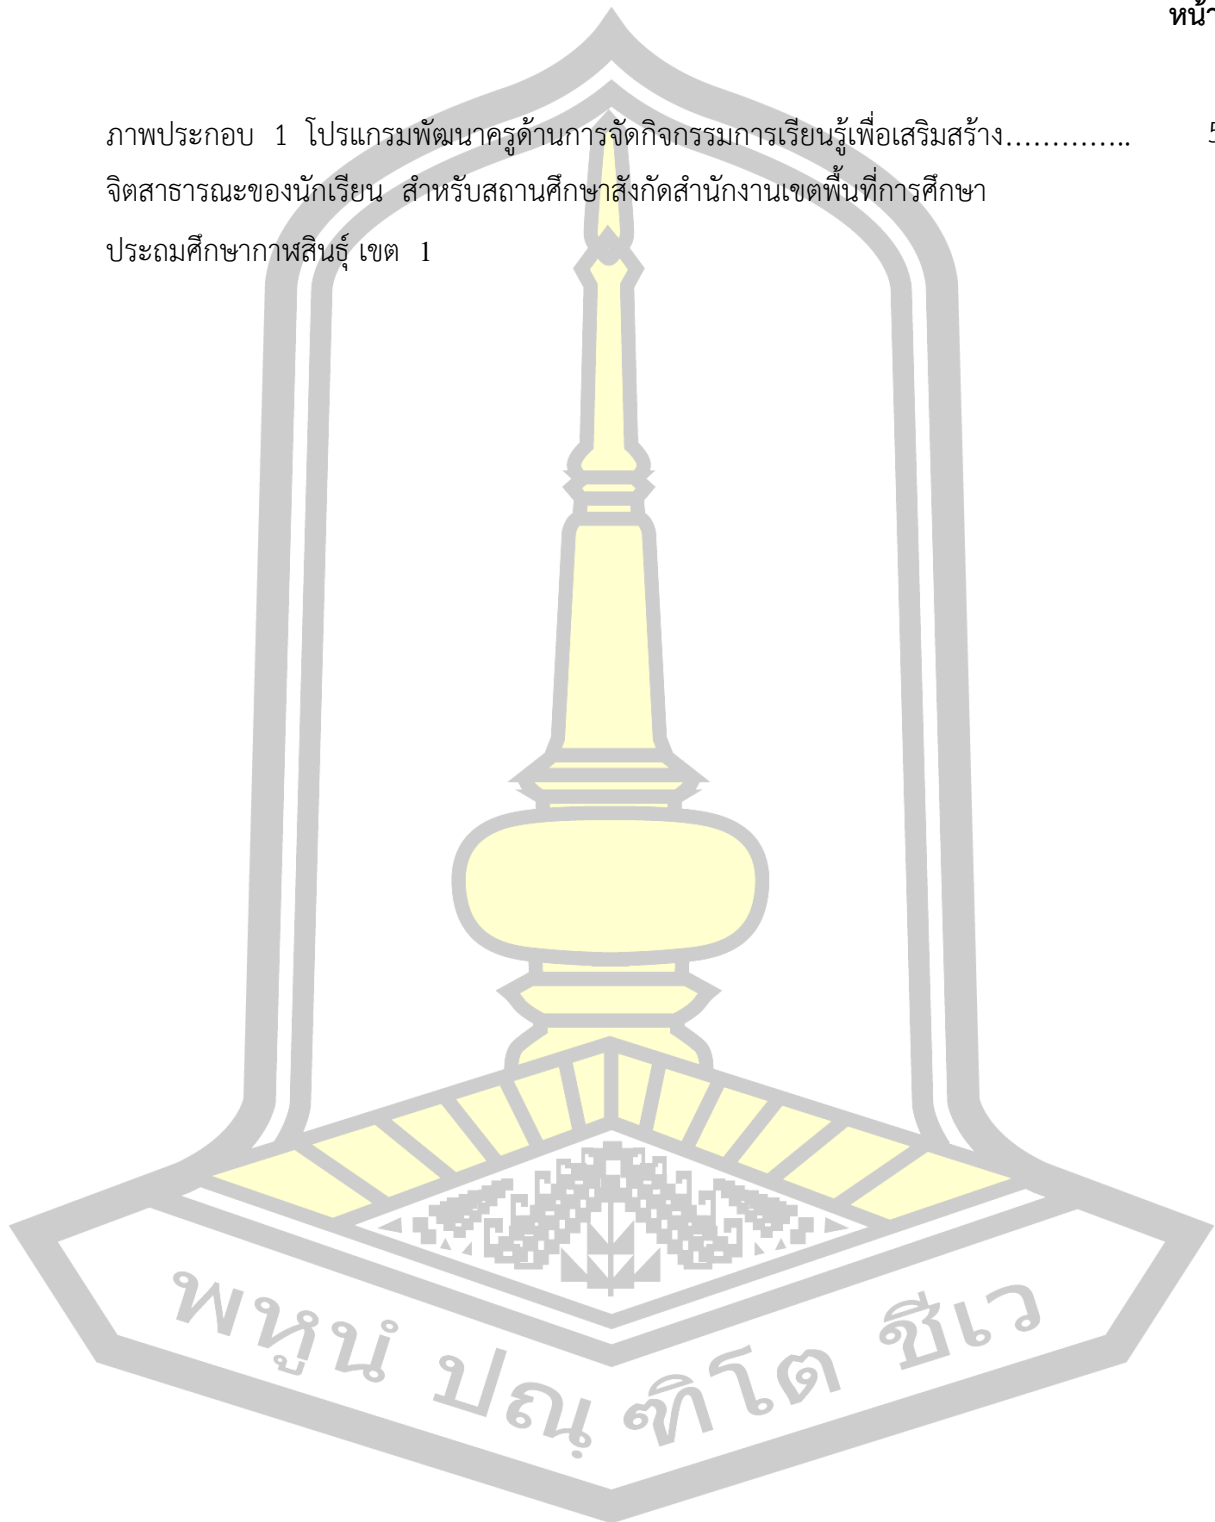 หน้า
ภาพประกอบ 1 โปรแกรมพัฒนาครูด้านการจัดกิจกรรมการเรียนรู้เพื่อเสริมสร้าง………….. 5
จิตสาธารณะของนักเรียน สำหรับสถานศึกษาสังกัดสำนักงานเขตพื้นที่การศึกษา
ประถมศึกษากาฬสินธุ์ เขต 1
พหูนํ ปณฺฑิโต ชีเว